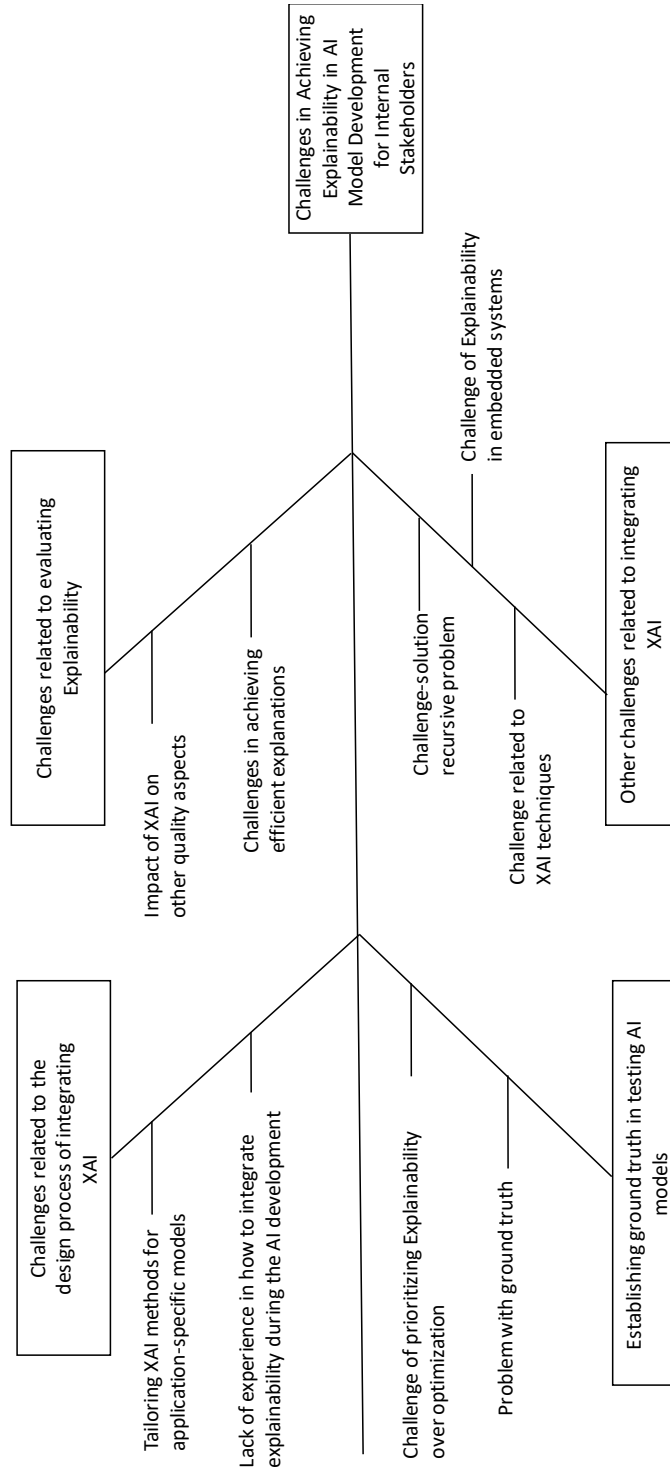 Challenges related to the
design process of integrating
XAI
Tailoring XAI methods for
application-specific models
Lack of experience in how to integrate
explainability during the AI development
Challenges related to evaluating
Explainability
Impact of XAI on
other quality aspects
Challenges in achieving
efficient explanations
Challenges in Achieving
Explainability in AI
Model Development
for Internal
Stakeholders
Challenge of prioritizing Explainability
over optimization
Problem with ground truth
Establishing ground truth in testing AI
models
Challenge-solution
recursive problem
Challenge of Explainability
in embedded systems
Challenge related to
XAI techniques
Other challenges related to integrating
XAI